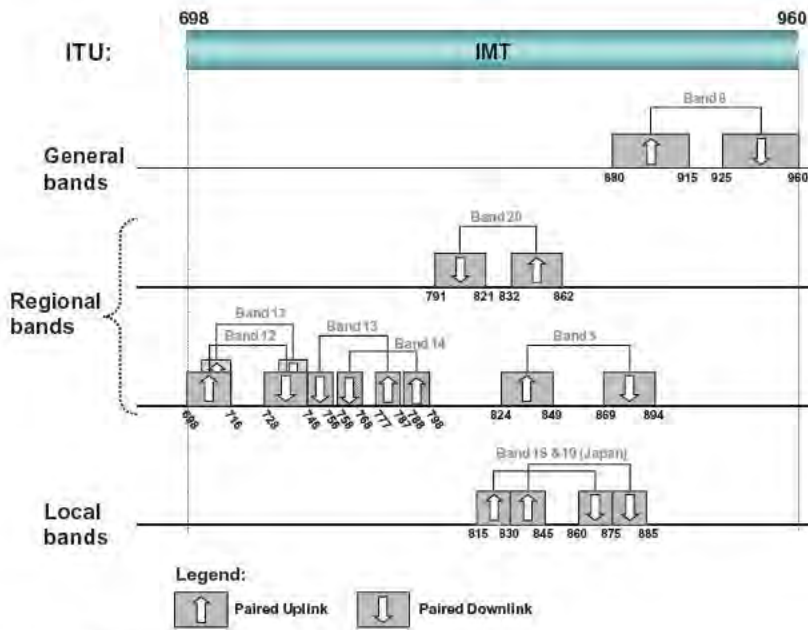 698 960
ITU: IMT
Band 8
General bands
880 915 925 960
Band 20
791 821 832 862
Regional bands
Band 17
Band 12
Band 13
Band 14
Band 5
698 716 728 746 756 758 768 777 787 788 798
824 849 869 894
Band 18 &19 (Japan)
Local bands
815 830 845 860 875 885
Legend:
Paired Uplink
Paired Downlink